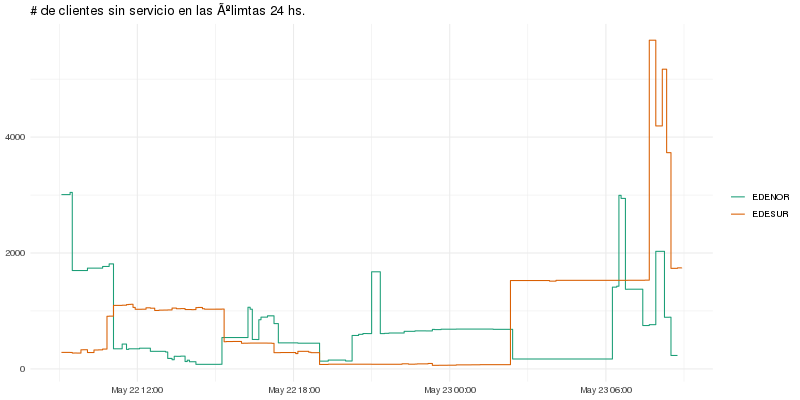 # de clientes sin servicio en las Ãºlimtas 24 hs.
4000
2000
0
May 22 12:00
May 22 18:00
May 23 00:00
May 23 06:00
EDENOR
EDESUR